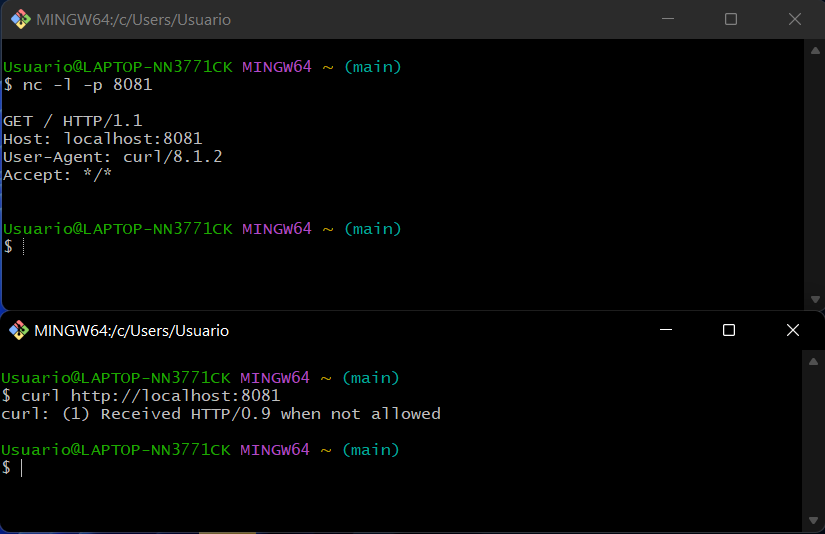 MINGW64:/c/Users/Usuario
Usuario@LAPTOP-NN3771CK MINGW64 ~ (main)
$ nc -l -p 8081
GET / HTTP/1.1
Host: localhost:8081
User-Agent: curl/8.1.2
Accept: */*
Usuario@LAPTOP-NN3771CK MINGW64 ~ (main)
$
MINGW64:/c/Users/Usuario
Usuario@LAPTOP-NN3771CK MINGW64 ~ (main)
$ curl http://localhost:8081
curl: (1) Received HTTP/0.9 when not allowed
Usuario@LAPTOP-NN3771CK MINGW64 ~ (main)
$